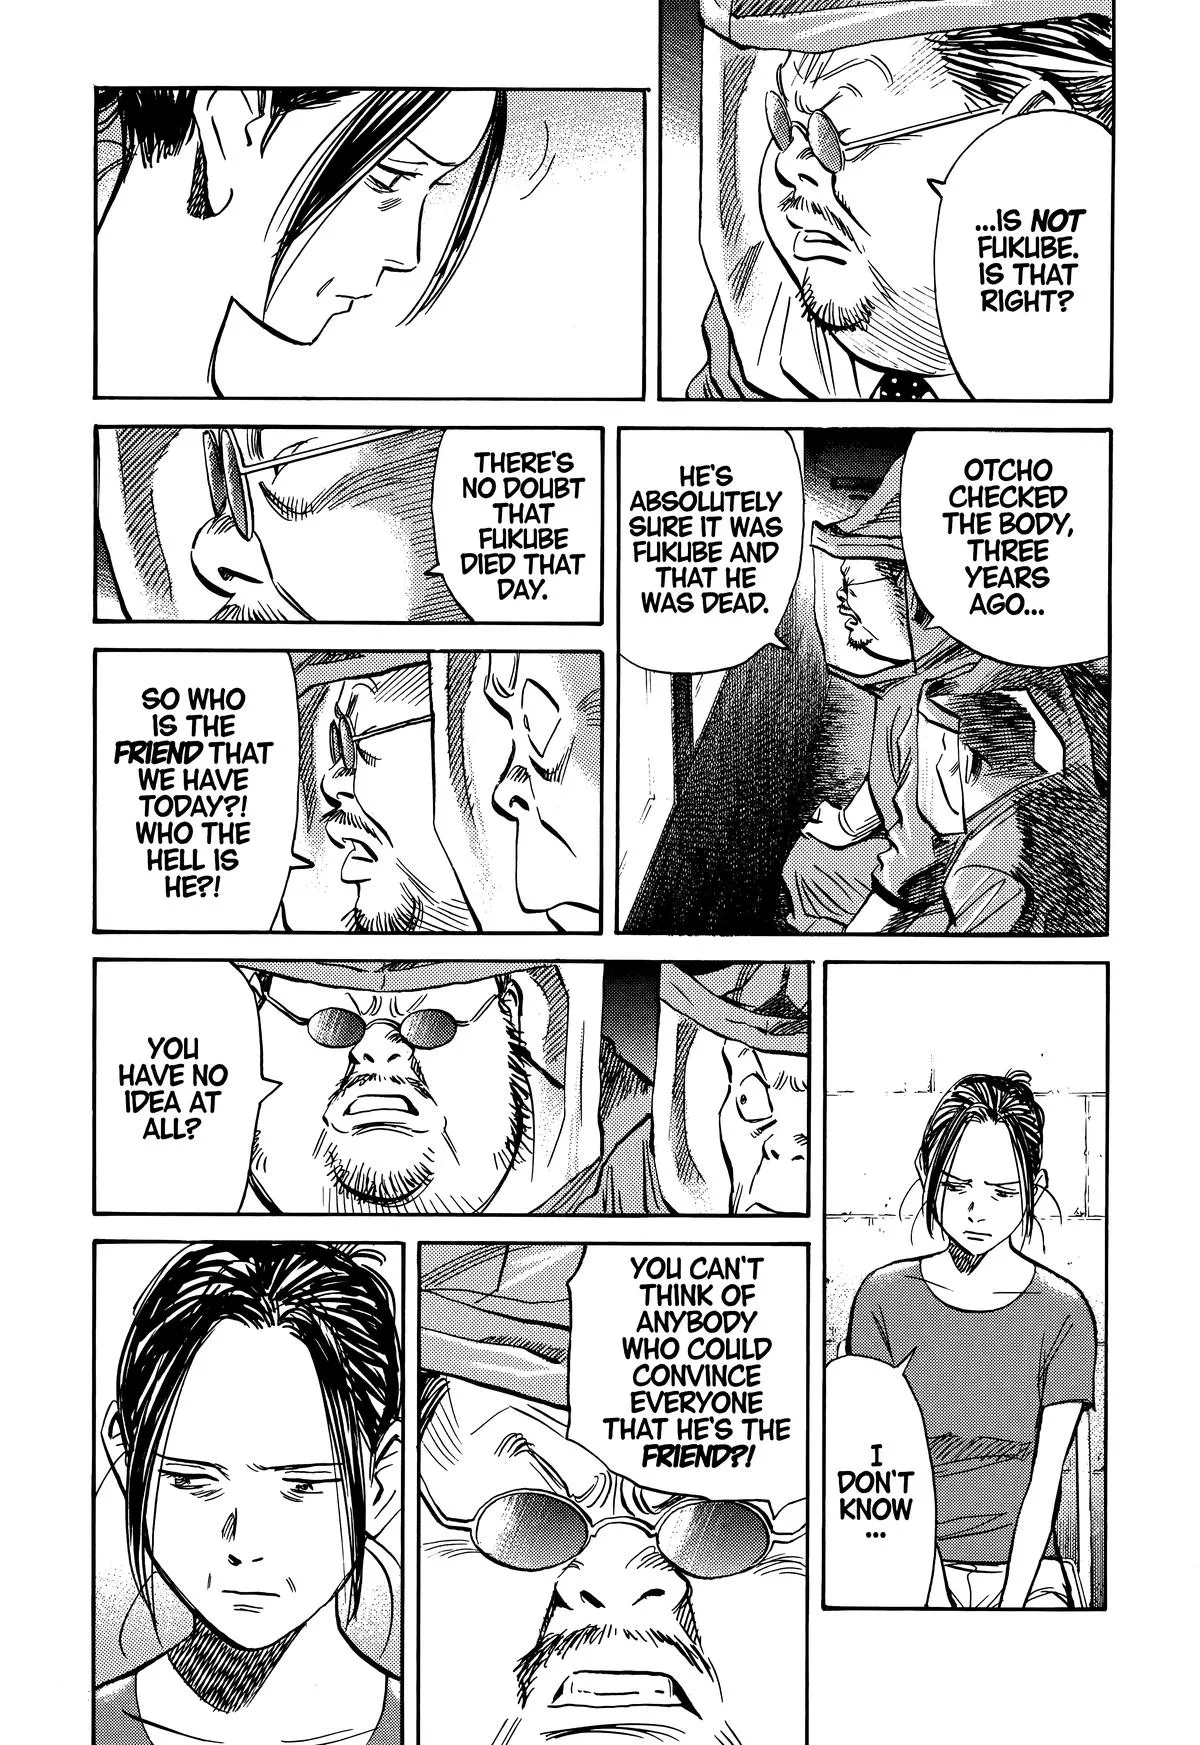 ...IS NOT
FUKUBE.
IS THAT
RIGHT?
OTCHO
CHECKED
THE BODY,
THREE
YEARS
AGO...
HE'S
ABSOLUTELY
SURE IT WAS
FUKUBE AND
THAT HE
WAS DEAD.
THERE'S
NO DOUBT
THAT
FUKUBE
DIED THAT
DAY.
SO WHO
IS THE
FRIEND THAT
WE HAVE
TODAY?!
WHO THE
HELL IS
HE?!
YOU
HAVE NO
IDEA AT
ALL?
I
DON'T
KNOW
...
YOU CAN'T
THINK OF
ANYBODY
WHO COULD
CONVINCE
EVERYONE
THAT HE'S THE
FRIEND?!